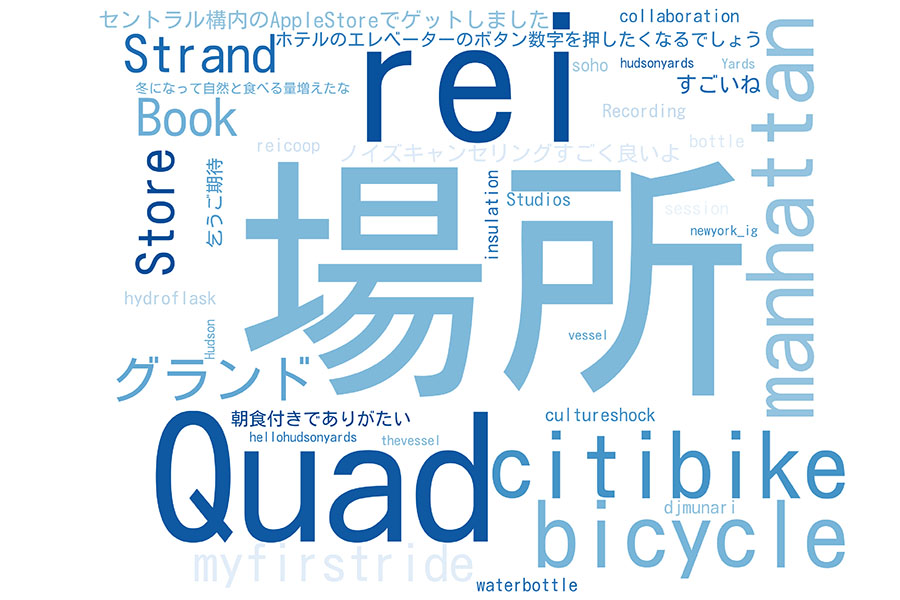 セントラル構内のAppleStoreでゲットしました
collaboration
Strand
rei
ホテルのエレベーターのボタン数字を押したくなるでしょう
soho
hudsonyards
Yards
manhattan
冬になって自然と食べる量増えたな
すごいね
Book
Recording
reicoop
ノイズキャンセリングすごく良いよ
bottle
Store
乞うご期待
場所
insulation
Studios
session
newyork_ig
hydroflask
Hudson
vessel
グランド
朝食付きでありがたい
cultureshock
hellohudsonyards
thevessel
Quad
citibike
djmunari
bicycle
myfirstride
waterbottle